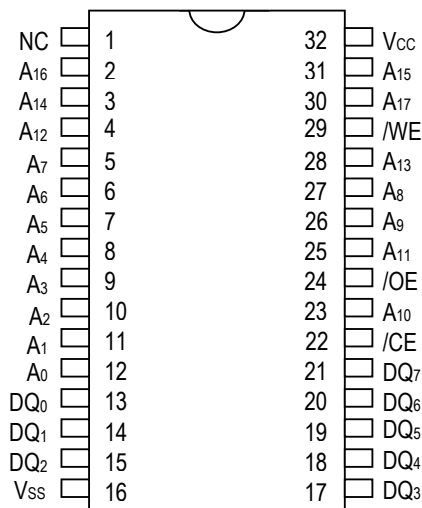 NC 1 32 VCC
A16 2 31 A15
A14 3 30 A17
A12 4 29 /WE
A7 5 28 A13
A6 6 27 A8
A5 7 26 A9
A4 8 25 A11
A3 9 24 /OE
A2 10 23 A10
A1 11 22 /CE
A0 12 21 DQ7
DQ0 13 20 DQ6
DQ1 14 19 DQ5
DQ2 15 18 DQ4
VSS 16 17 DQ3